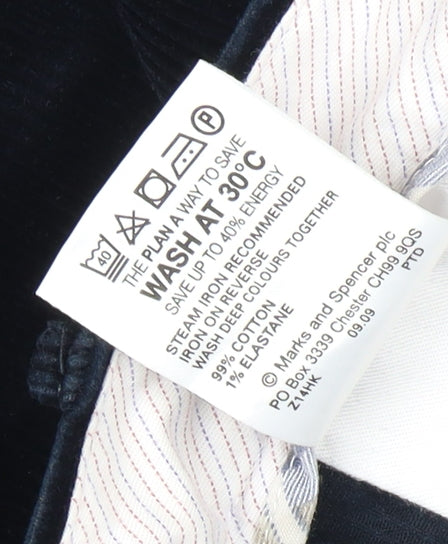 40 P
THE PLAN A WAY TO SAVE
WASH AT 30°C
SAVE UP TO 40% ENERGY
STEAM IRON RECOMMENDED
IRON ON REVERSE
WASH DEEP COLOURS TOGETHER
99% COTTON
1% ELASTANE
© Marks and Spencer plc
PO Box 3339 Chester CH99 9QS
Z14HK 09.09 PTD